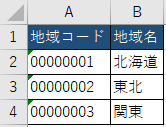 A B
1 地域コード 地域名
2 00000001 北海道
3 00000002 東北
4 00000003 関東